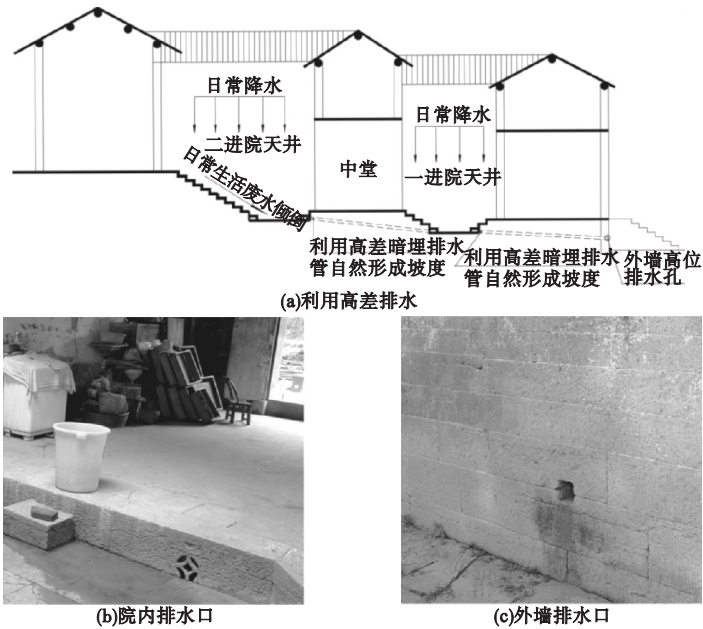 日常降水
日常降水
二进院天井
中堂
一进院天井
日常生活废水倾倒
利用高差暗埋排水
管自然形成坡度
利用高差暗埋排水
管自然形成坡度
外墙高位
排水孔
(a)利用高差排水
(b)院内排水口
(c)外墙排水口